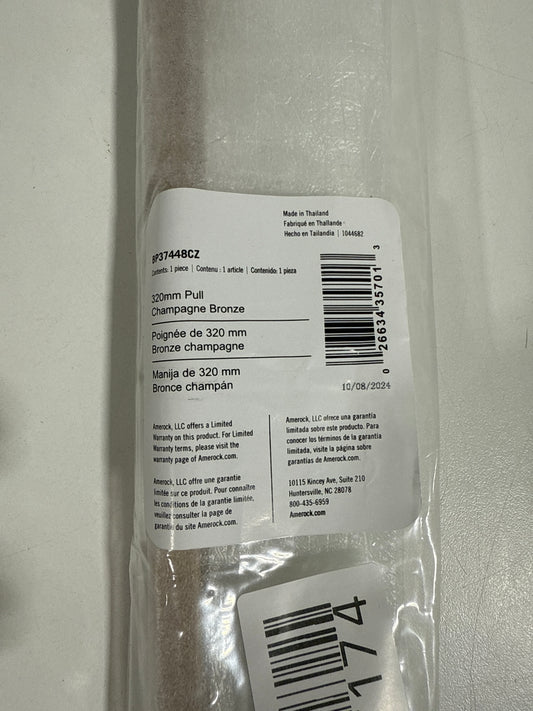 Made in Thailand
Fabriqué en Thaïlande
Hecho en Tailandia | 1044682
BP37448CZ
Contents: 1 piece | Contenu : 1 article | Contenido: 1 pieza
320mm Pull
Champagne Bronze
Poignée de 320 mm
Bronze champagne
Manija de 320 mm
Bronce champán
0 26634 35701 3
10/08/2024
Amerock, LLC offers a Limited
Warranty on this product. For Limited
Warranty terms, please visit the
warranty page of Amerock.com.
Amerock, LLC offre une garantie
limitée sur ce produit. Pour connaître
les conditions de la garantie limitée,
veuillez consulter la page de
garantie du site Amerock.com.
Amerock, LLC ofrece una garantía
limitada sobre este producto. Para
conocer los términos de la garantía
limitada, visite la página sobre
garantías de Amerock.com.
10115 Kincey Ave, Suite 210
Huntersville, NC 28078
800-435-6959
Amerock.com
174